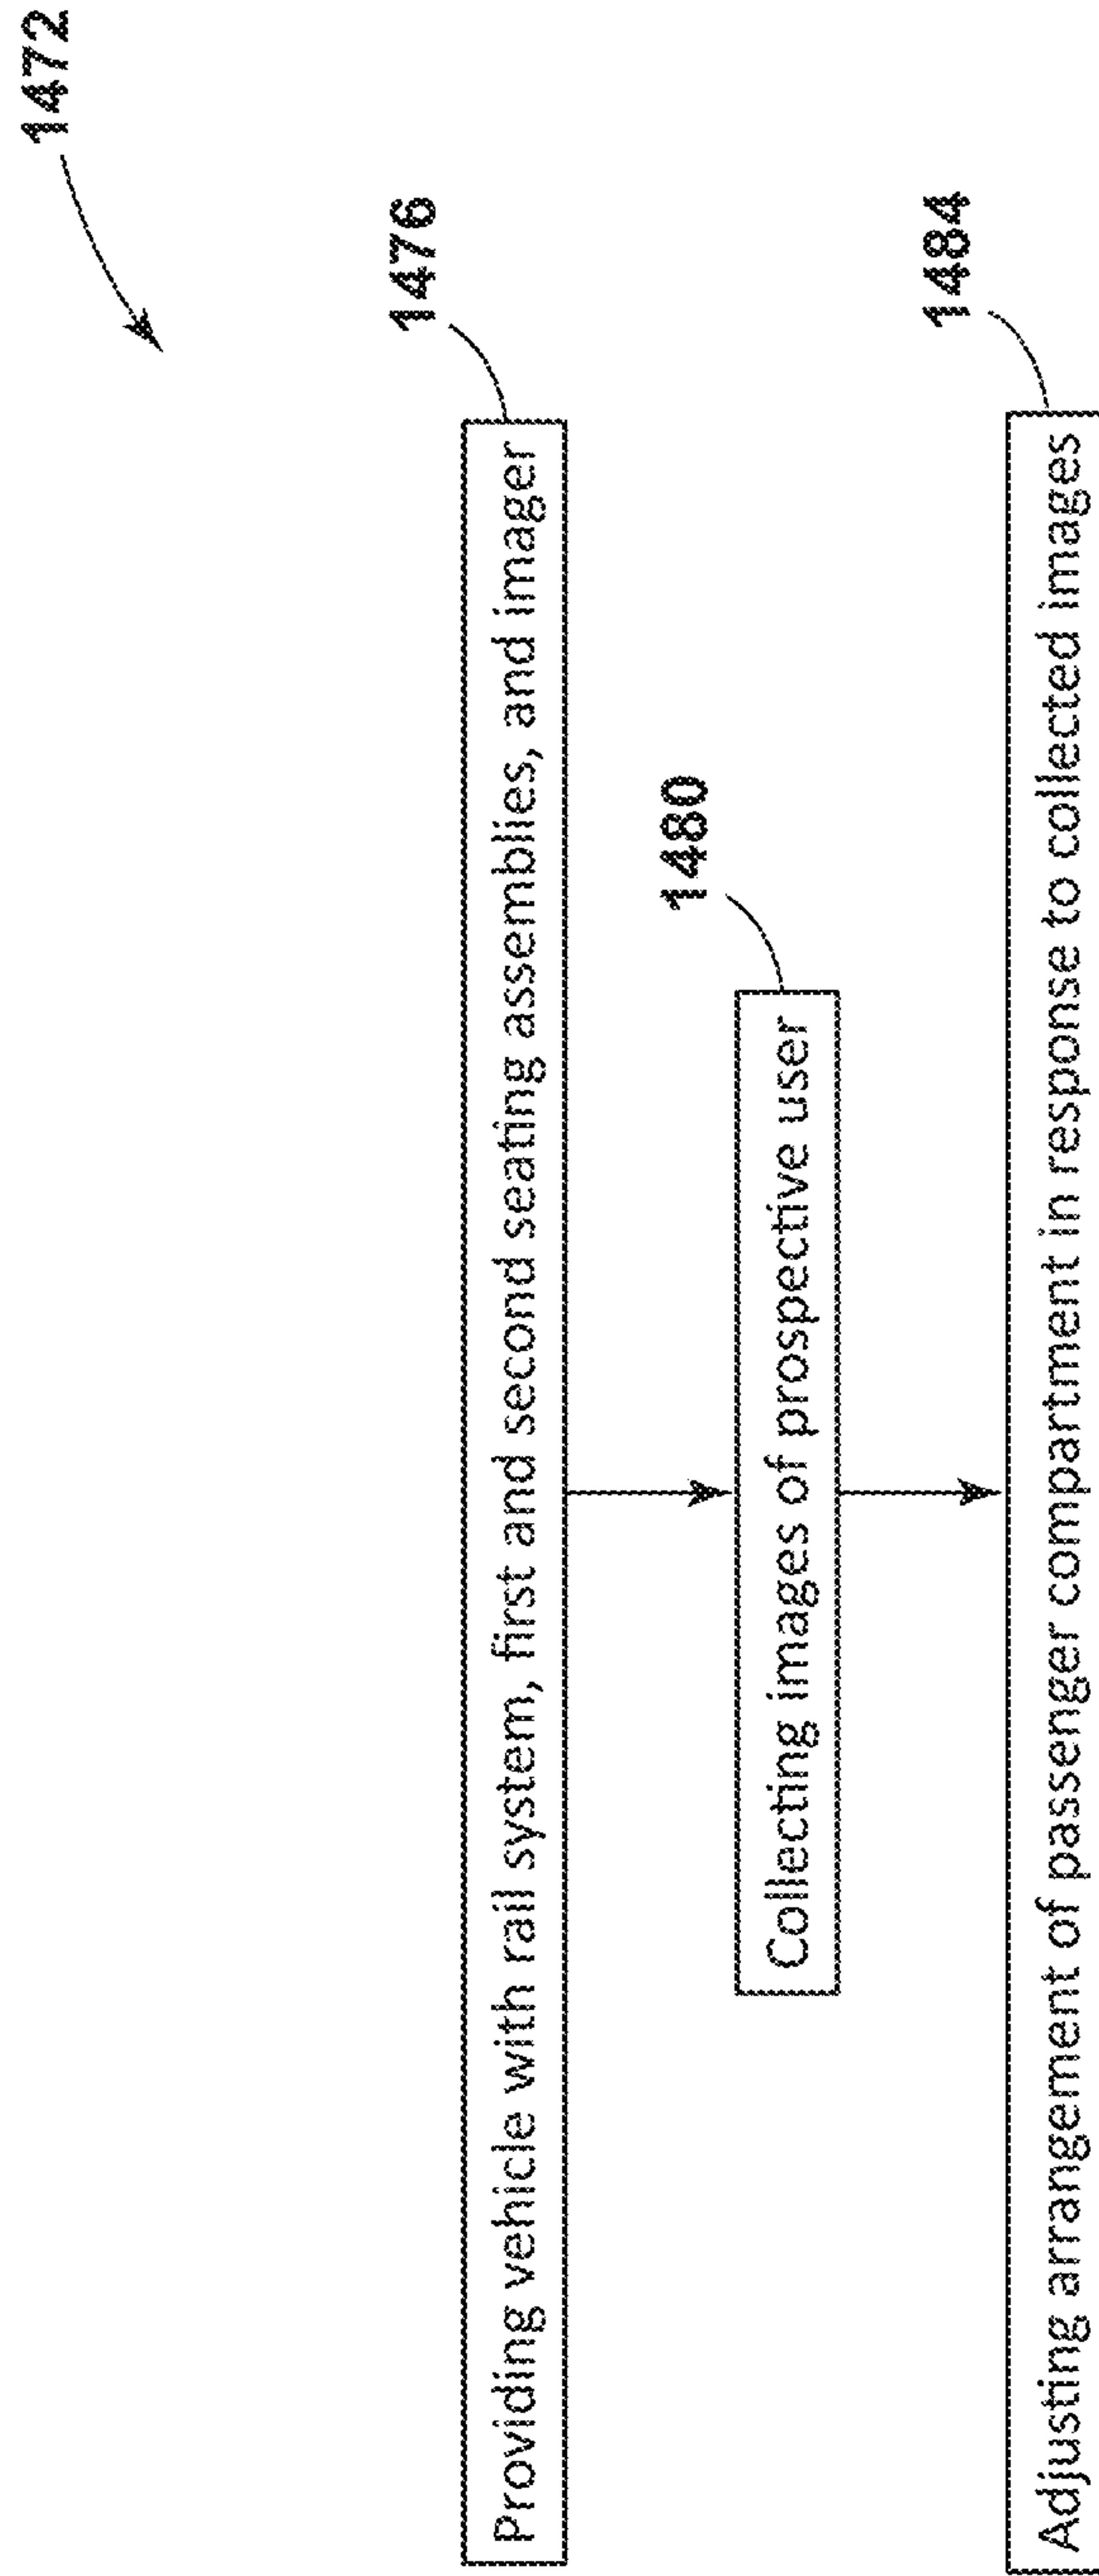 1472
1476
Providing vehicle with rail system, first and second seating assemblies, and imager
1480
Collecting images of prospective user
1484
Adjusting arrangement of passenger compartment in response to collected images